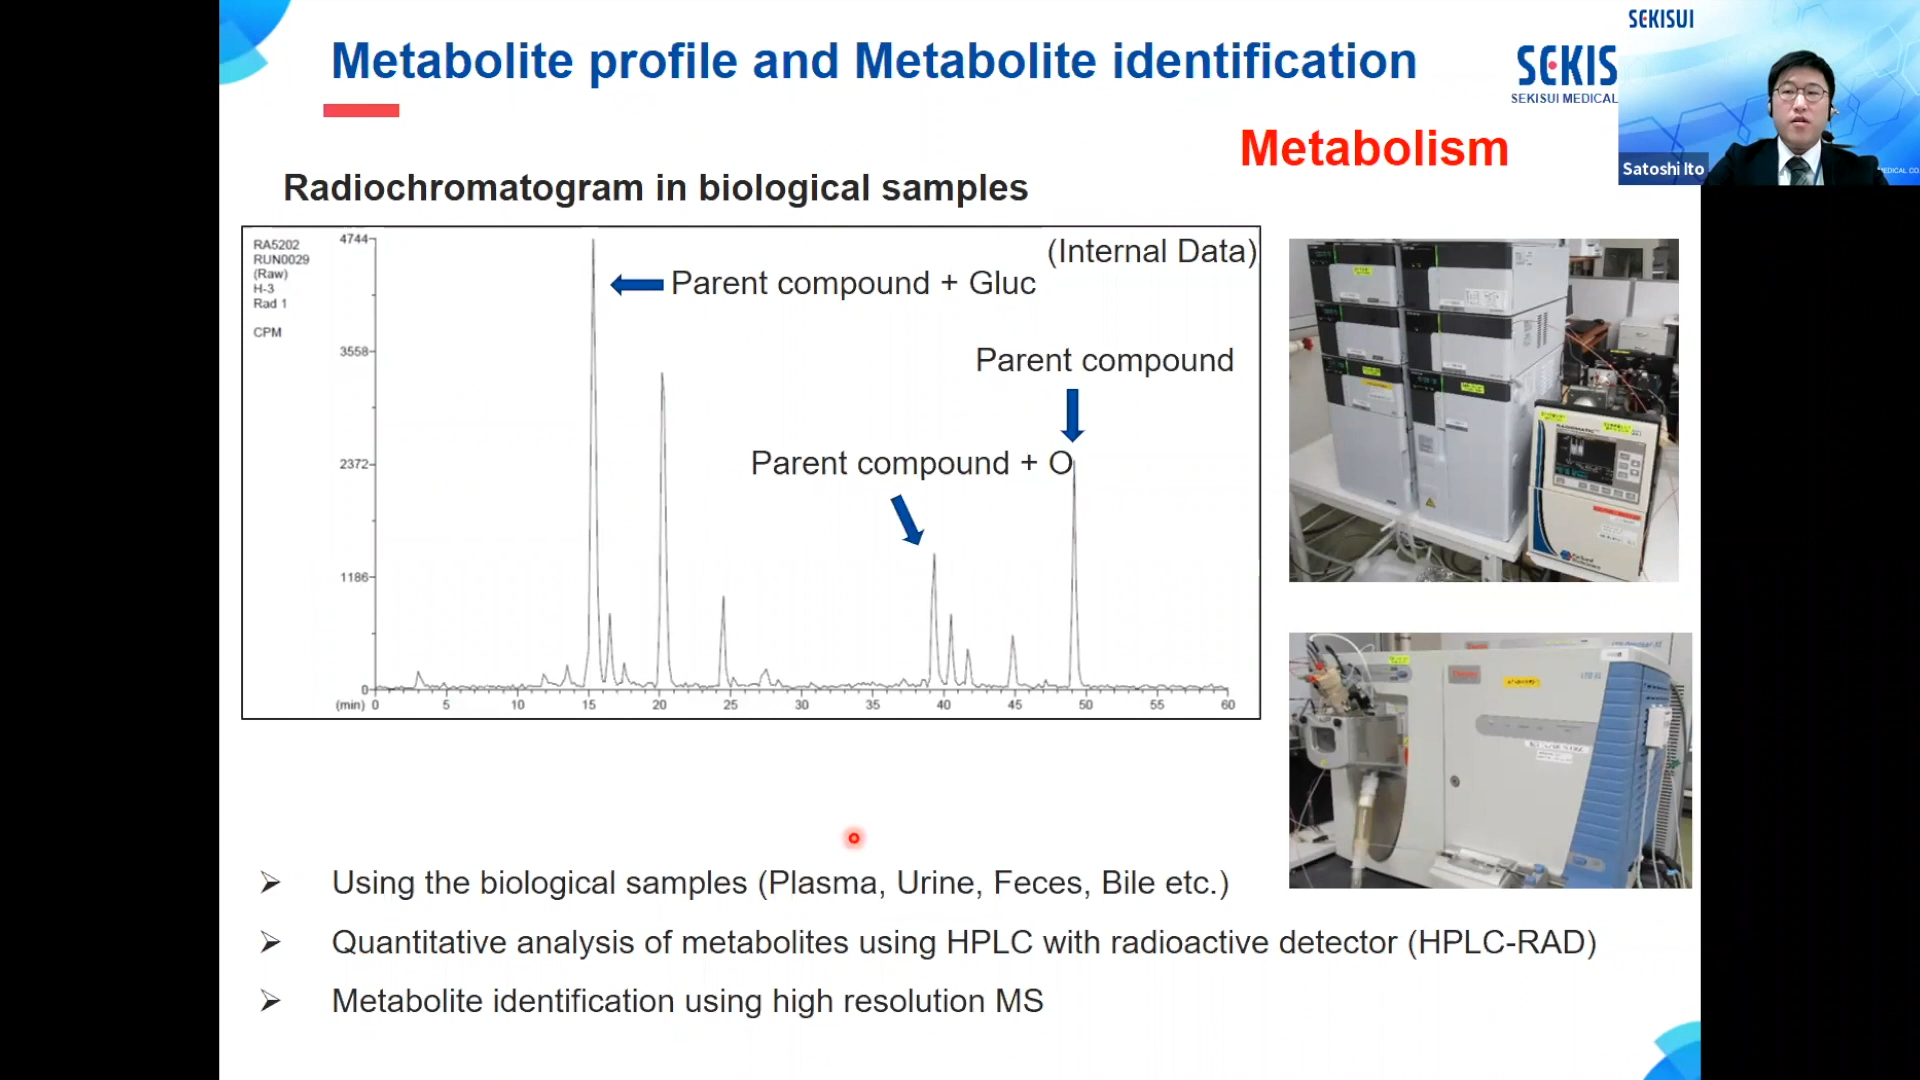 Metabolite profile and Metabolite identification
SEKISUI
SEKIS
SEKISUI MEDICAL
Metabolism
Satoshi Ito
MEDICAL CO
Radiochromatogram in biological samples
RA5202
RUN0029
(Raw)
H-3
Rad 1
CPM
4744
3558
2372
1186
0
(Internal Data)
Parent compound + Gluc
Parent compound
Parent compound + O
(min) 0 5 10 15 20 25 30 35 40 45 50 55 60
➢ Using the biological samples (Plasma, Urine, Feces, Bile etc.)
➢ Quantitative analysis of metabolites using HPLC with radioactive detector (HPLC-RAD)
➢ Metabolite identification using high resolution MS